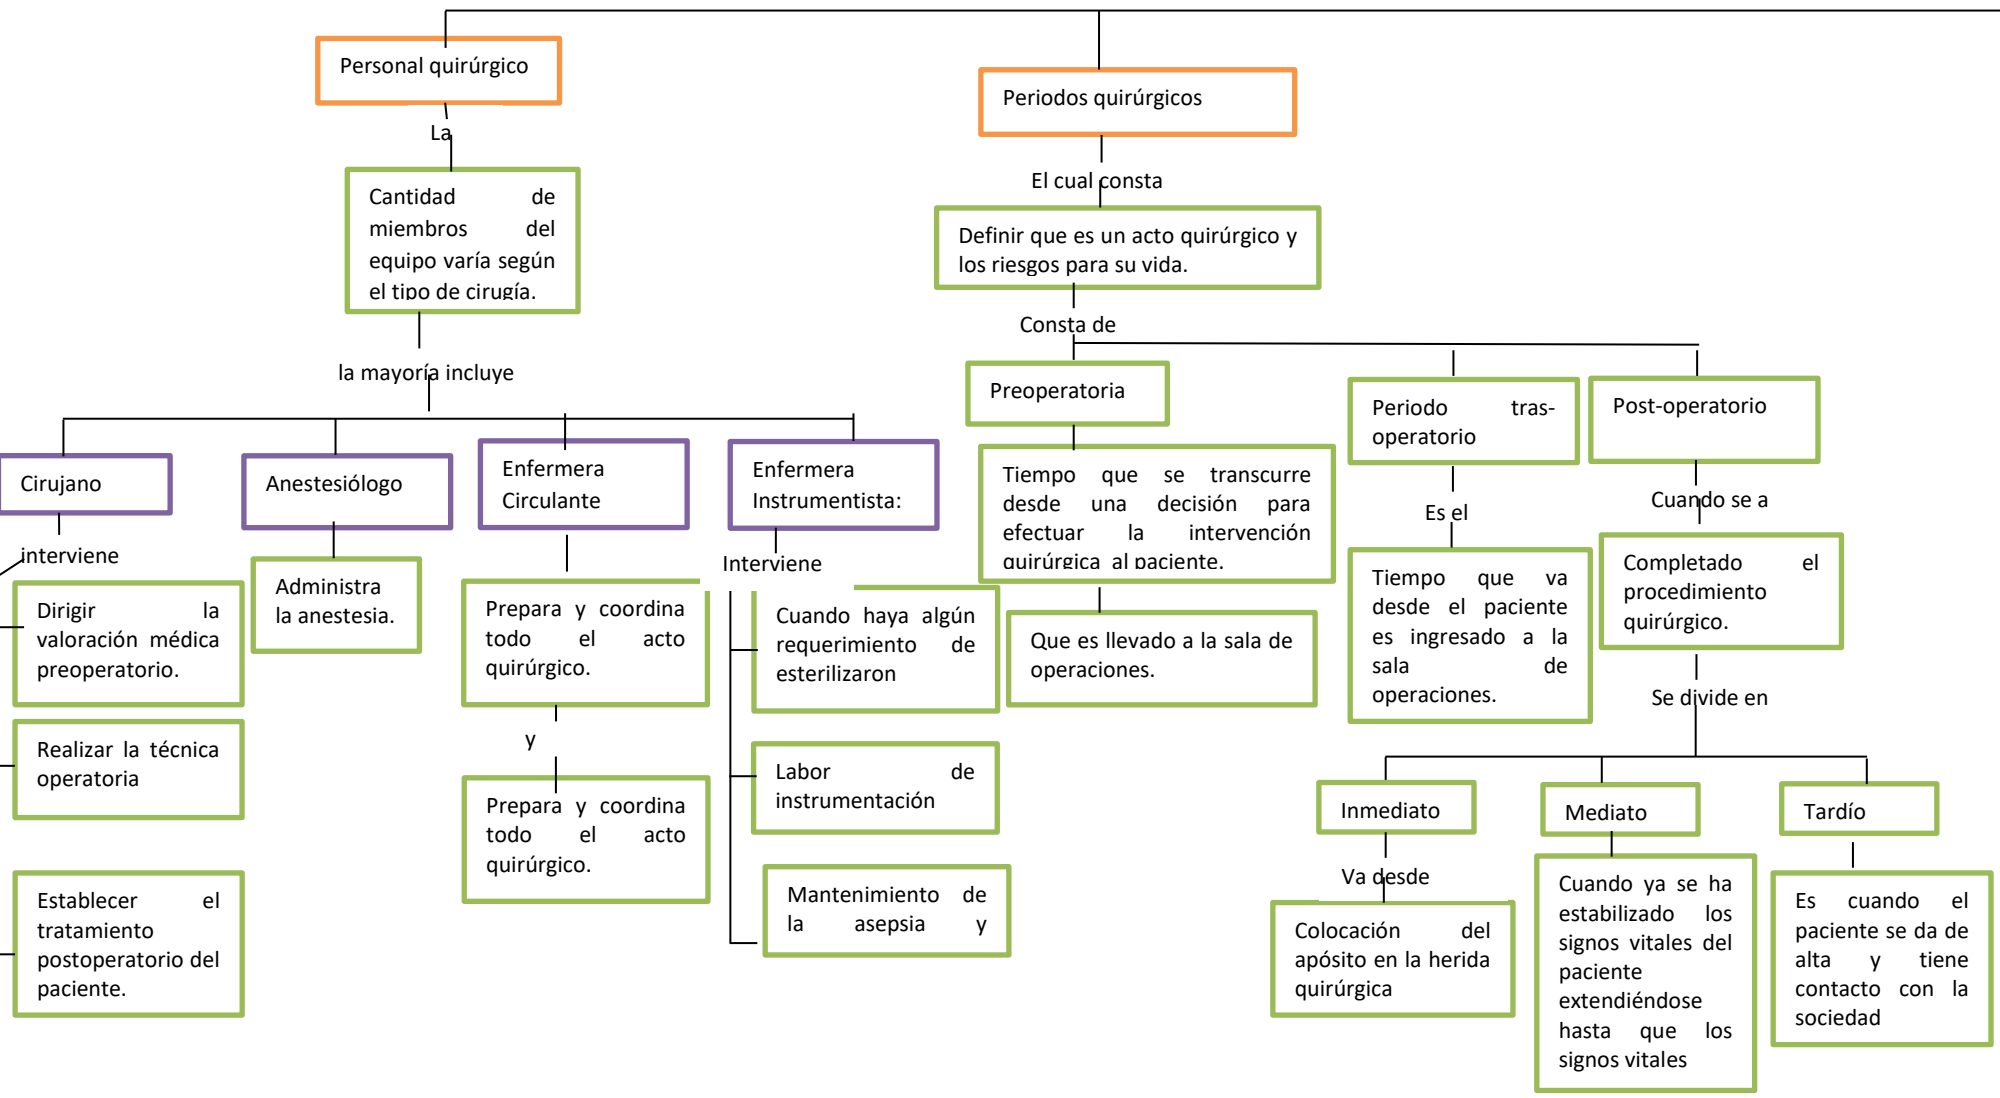 Personal quirúrgico
La
Cantidad de
miembros del
equipo varía según
el tipo de cirugía.
la mayoría incluye
Cirujano
interviene
Dirigir la
valoración médica
preoperatorio.
Realizar la técnica
operatoria
Establecer el
tratamiento
postoperatorio del
paciente.
Anestesiólogo
Administra
la anestesia.
Enfermera
Circulante
Prepara y coordina
todo el acto
quirúrgico.
y
Prepara y coordina
todo el acto
quirúrgico.
Enfermera
Instrumentista:
Interviene
Cuando haya algún
requerimiento de
esterilizaron
Labor de
instrumentación
Mantenimiento de
la asepsia y
Periodos quirúrgicos
El cual consta
Definir que es un acto quirúrgico y
los riesgos para su vida.
Consta de
Preoperatoria
Tiempo que se transcurre
desde una decisión para
efectuar la intervención
quirúrgica al paciente.
Que es llevado a la sala de
operaciones.
Periodo tras-
operatorio
Es el
Tiempo que va
desde el paciente
es ingresado a la
sala de
operaciones.
Post-operatorio
Cuando se a
Completado el
procedimiento
quirúrgico.
Se divide en
Inmediato
Va desde
Colocación del
apósito en la herida
quirúrgica
Mediato
Cuando ya se ha
estabilizado los
signos vitales del
paciente
extendiéndose
hasta que los
signos vitales
Tardío
Es cuando el
paciente se da de
alta y tiene
contacto con la
sociedad